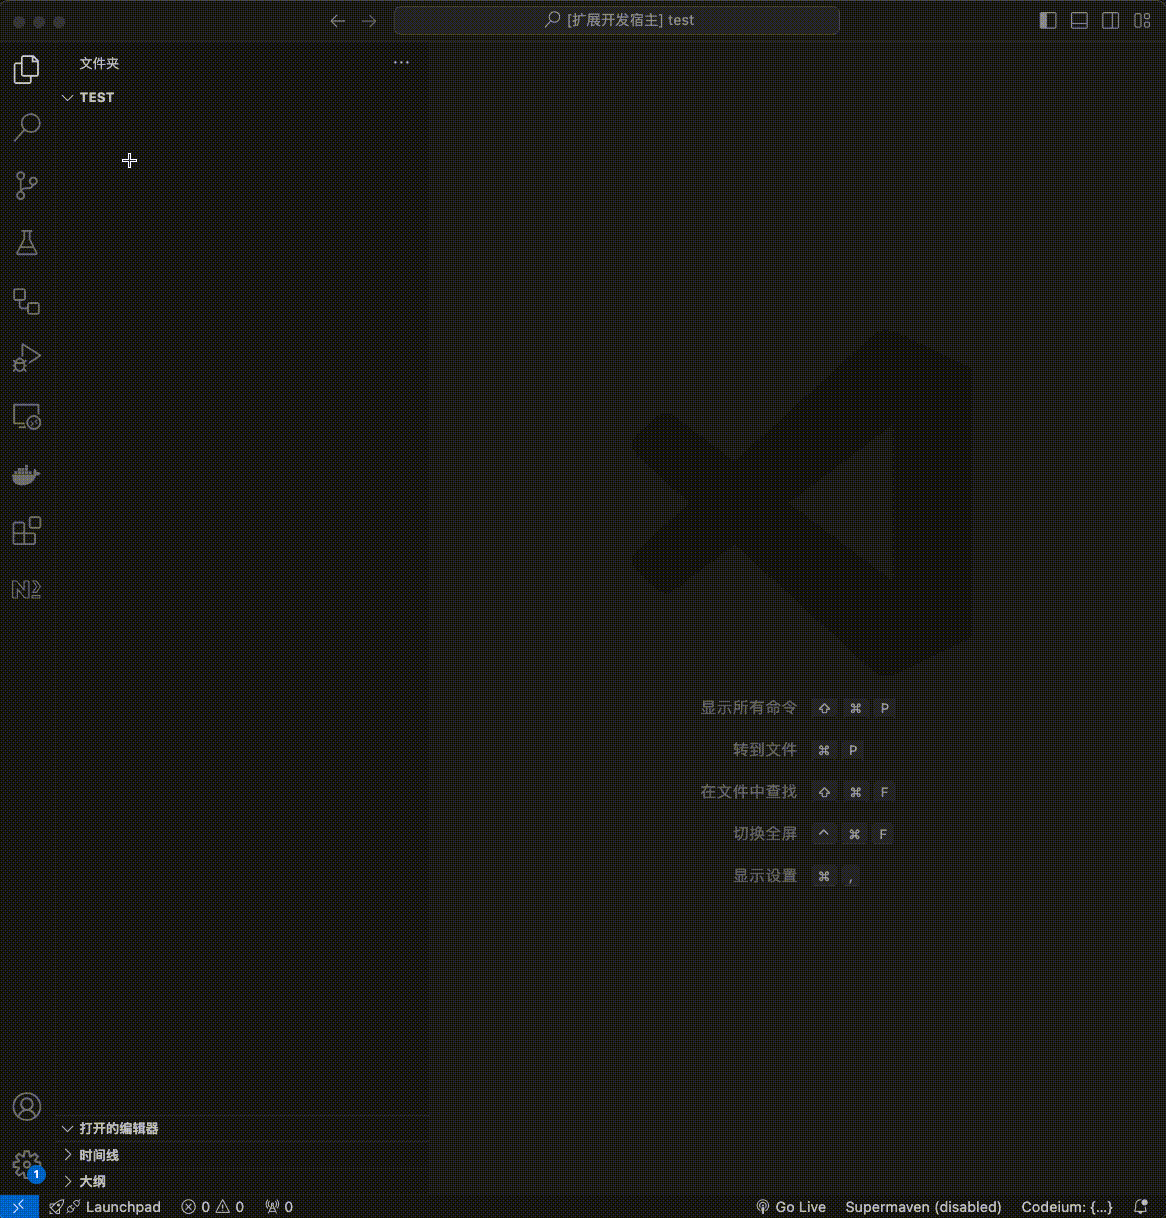 [扩展开发宿主] test
文件夹
TEST
显示所有命令 ⇧ ⌘ P
转到文件 ⌘ P
在文件中查找 ⇧ ⌘ F
切换全屏 ^ ⌘ F
显示设置 ⌘ ,
打开的编辑器
时间线
大纲
1
Launchpad 0 0 0 Go Live Supermaven (disabled) Codeium: {...}